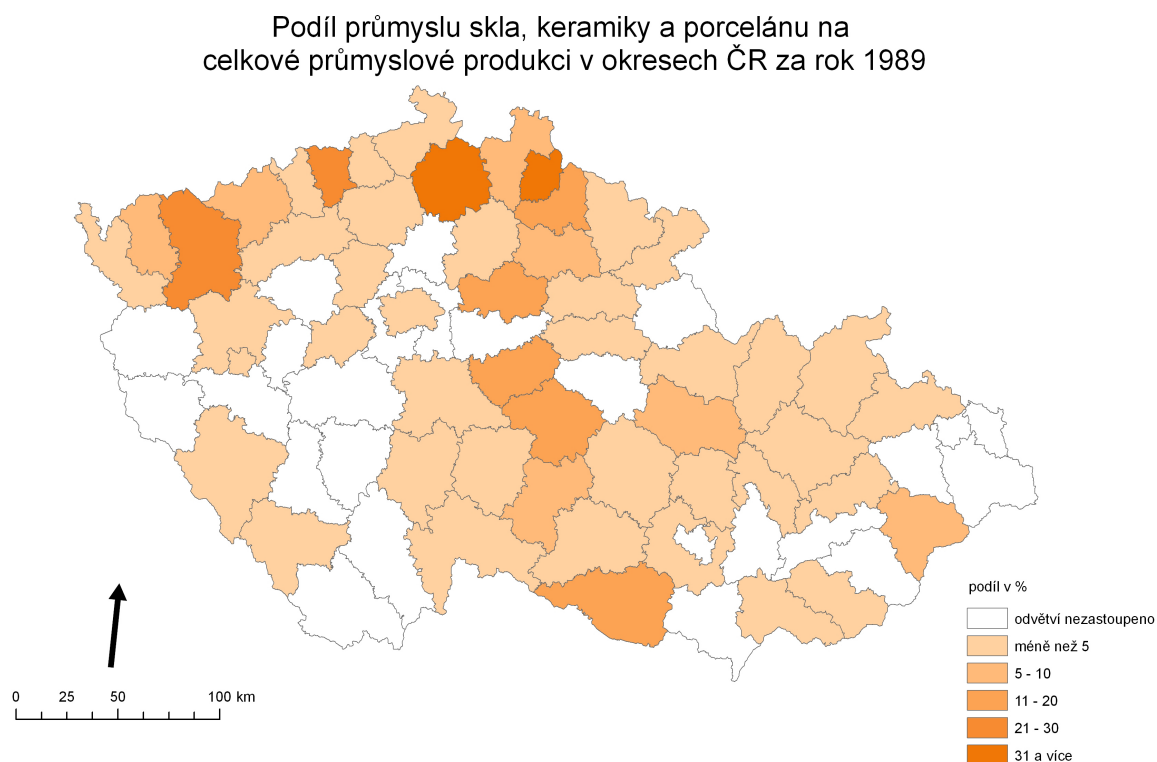 Podíl průmyslu skla, keramiky a porcelánu na
celkové průmyslové produkci v okresech ČR za rok 1989
podíl v %
odvětví nezastoupeno
méně než 5
5 - 10
11 - 20
21 - 30
31 a více
0 25 50 100 km